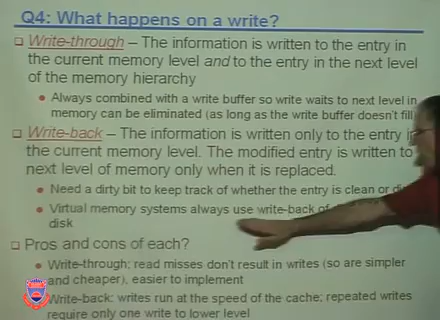 Q4: What happens on a write?
Write-through – The information is written to the entry in
the current memory level and to the entry in the next level
of the memory hierarchy
Always combined with a write buffer so write waits to next level in
memory can be eliminated (as long as the write buffer doesn't fill
Write-back – The information is written only to the entry in
the current memory level. The modified entry is written to
next level of memory only when it is replaced.
Need a dirty bit to keep track of whether the entry is clean or
Virtual memory systems always use write-back of
disk
Pros and cons of each?
Write-through: read misses don't result in writes (so are simpler
and cheaper), easier to implement
Write-back: writes run at the speed of the cache; repeated writes
require only one write to lower level